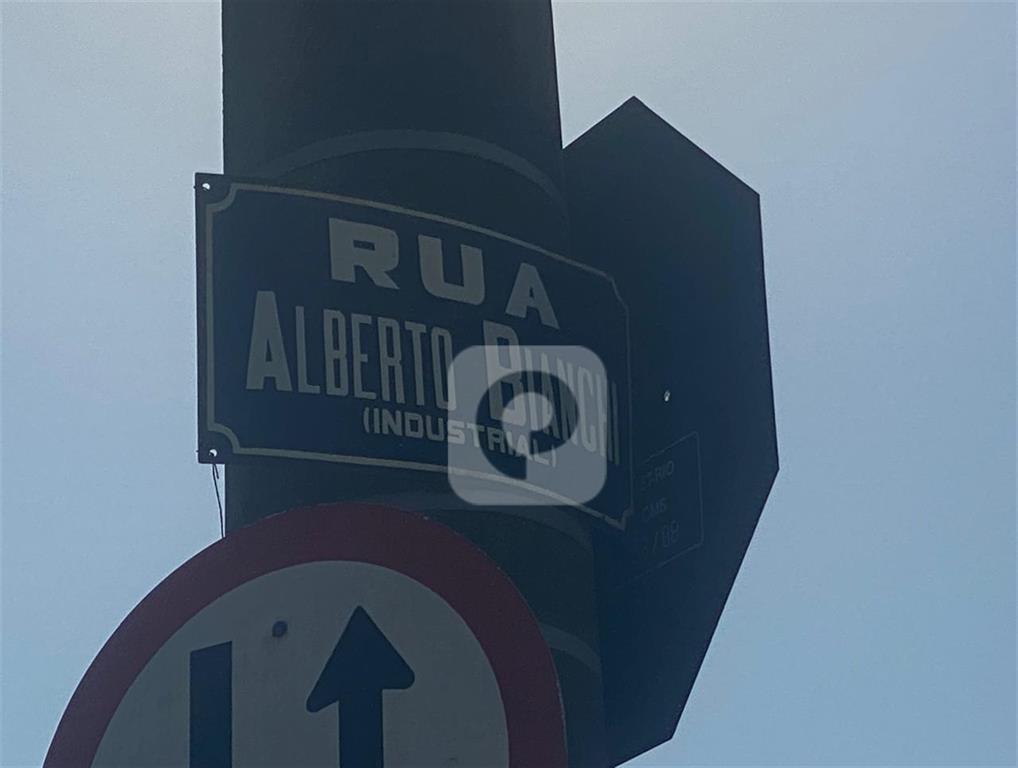 RUA
ALBERTO BIANCHI
(INDUSTRIAL)